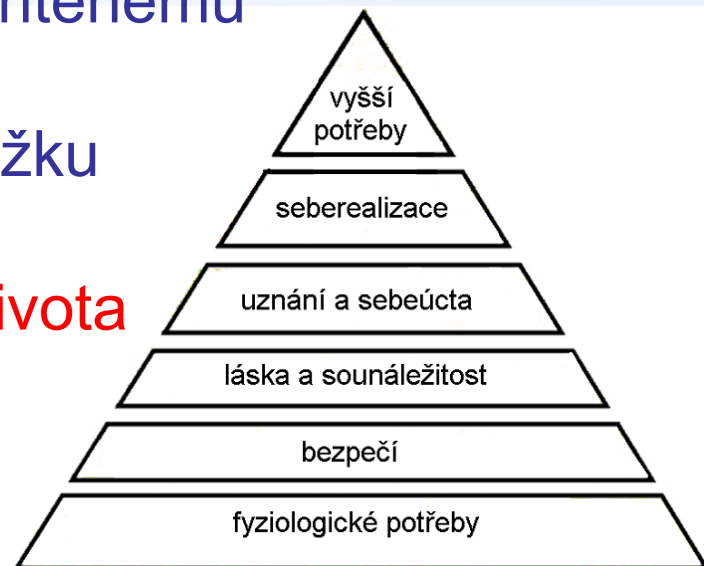 vyšší
potřeby
seberealizace
uznání a sebeúcta
láska a sounáležitost
bezpečí
fyziologické potřeby